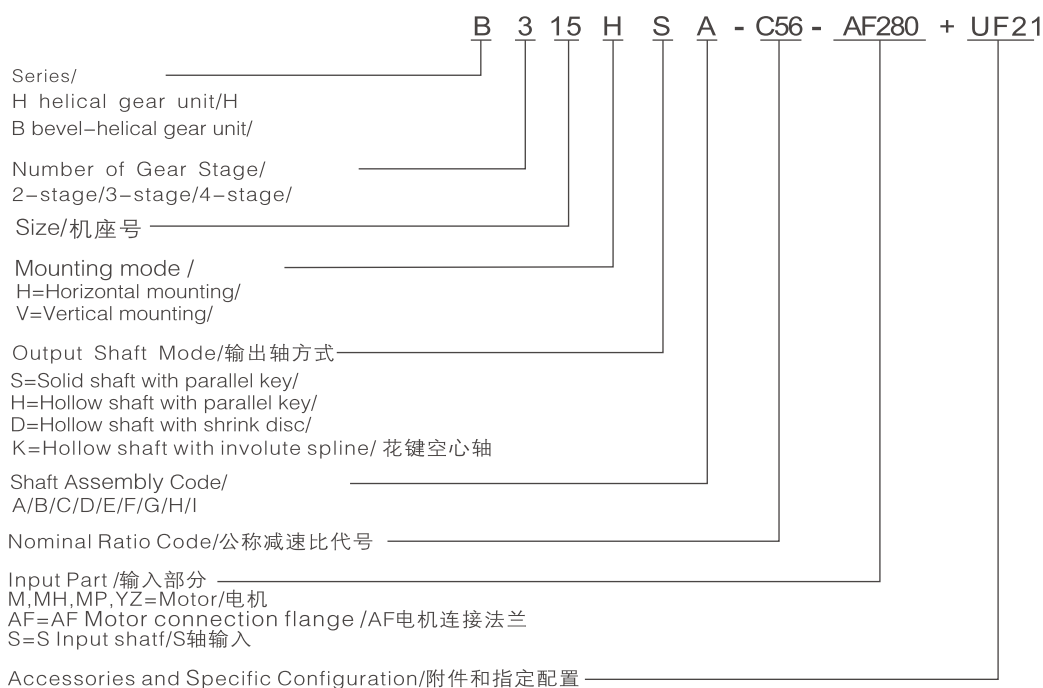 B 3 15 H S A - C56 - AF280 + UF21
Series/
H helical gear unit/H
B bevel-helical gear unit/
Number of Gear Stage/
2-stage/3-stage/4-stage/
Size/机座号
Mounting mode /
H=Horizontal mounting/
V=Vertical mounting/
Output Shaft Mode/输出轴方式
S=Solid shaft with parallel key/
H=Hollow shaft with parallel key/
D=Hollow shaft with shrink disc/
K=Hollow shaft with involute spline/ 花键空心轴
Shaft Assembly Code/
A/B/C/D/E/F/G/H/I
Nominal Ratio Code/公称减速比代号
Input Part /输入部分
M,MH,MP,YZ=Motor/电机
AF=AF Motor connection flange /AF电机连接法兰
S=S Input shatf/S轴输入
Accessories and Specific Configuration/附件和指定配置